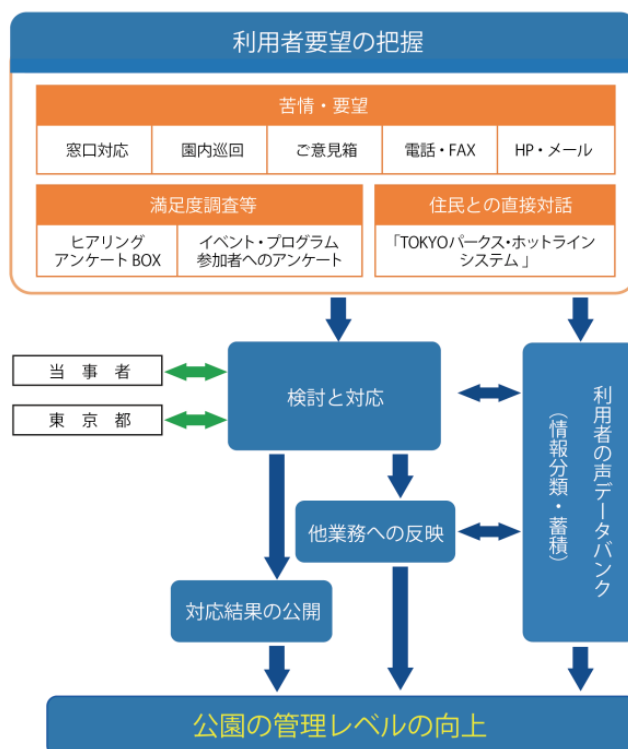 利用者要望の把握
苦情・要望
窓口対応
園内巡回
ご意見箱
電話・FAX
HP・メール
満足度調査等
住民との直接対話
ヒアリング
アンケート BOX
イベント・プログラム
参加者へのアンケート
「TOKYOパークス・ホットライン
システム」
当 事 者
東 京 都
検討と対応
利用者の声データバンク
（情報分類・蓄積）
他業務への反映
対応結果の公開
公園の管理レベルの向上